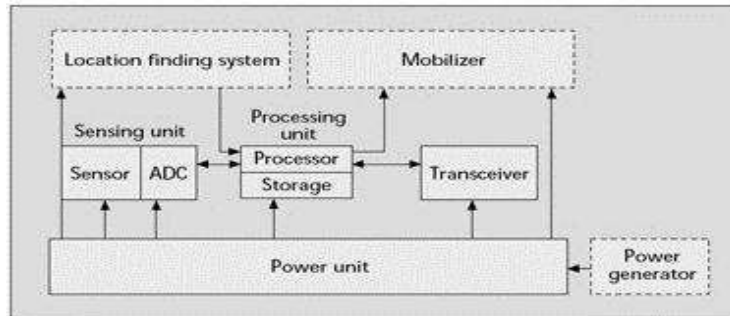 Location finding system
Mobilizer
Sensing unit
Processing
unit
Sensor
ADC
Processor
Storage
Transceiver
Power unit
Power
generator